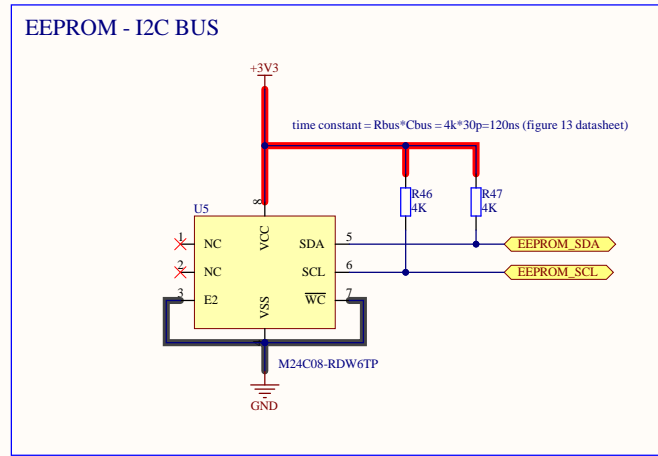 EEPROM - I2C BUS
+3V3
time constant = Rbus*Cbus = 4k*30p=120ns (figure 13 datasheet)
R46
4K
R47
4K
U5
8
VCC
1
NC
SDA
5
EEPROM_SDA
2
NC
SCL
6
EEPROM_SCL
3
E2
VSS
WC
7
M24C08-RDW6TP
GND